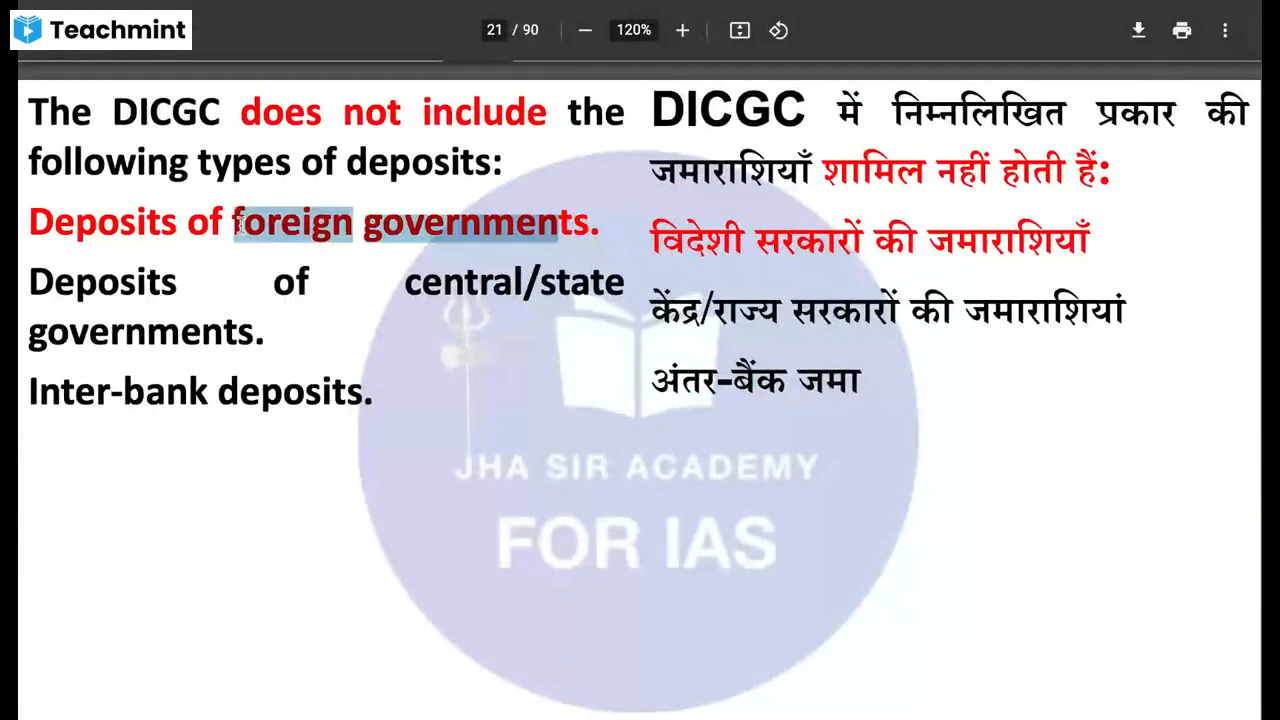 Teachmint
21 / 90
120%
The DICGC does not include the
following types of deposits:
Deposits of foreign governments.
Deposits of central/state
governments.
Inter-bank deposits.
DICGC में निम्नलिखित प्रकार की
जमाराशियाँ शामिल नहीं होती हैं:
विदेशी सरकारों की जमाराशियाँ
केंद्र/राज्य सरकारों की जमाराशियां
अंतर-बैंक जमा
JHA SIR ACADEMY
FOR IAS